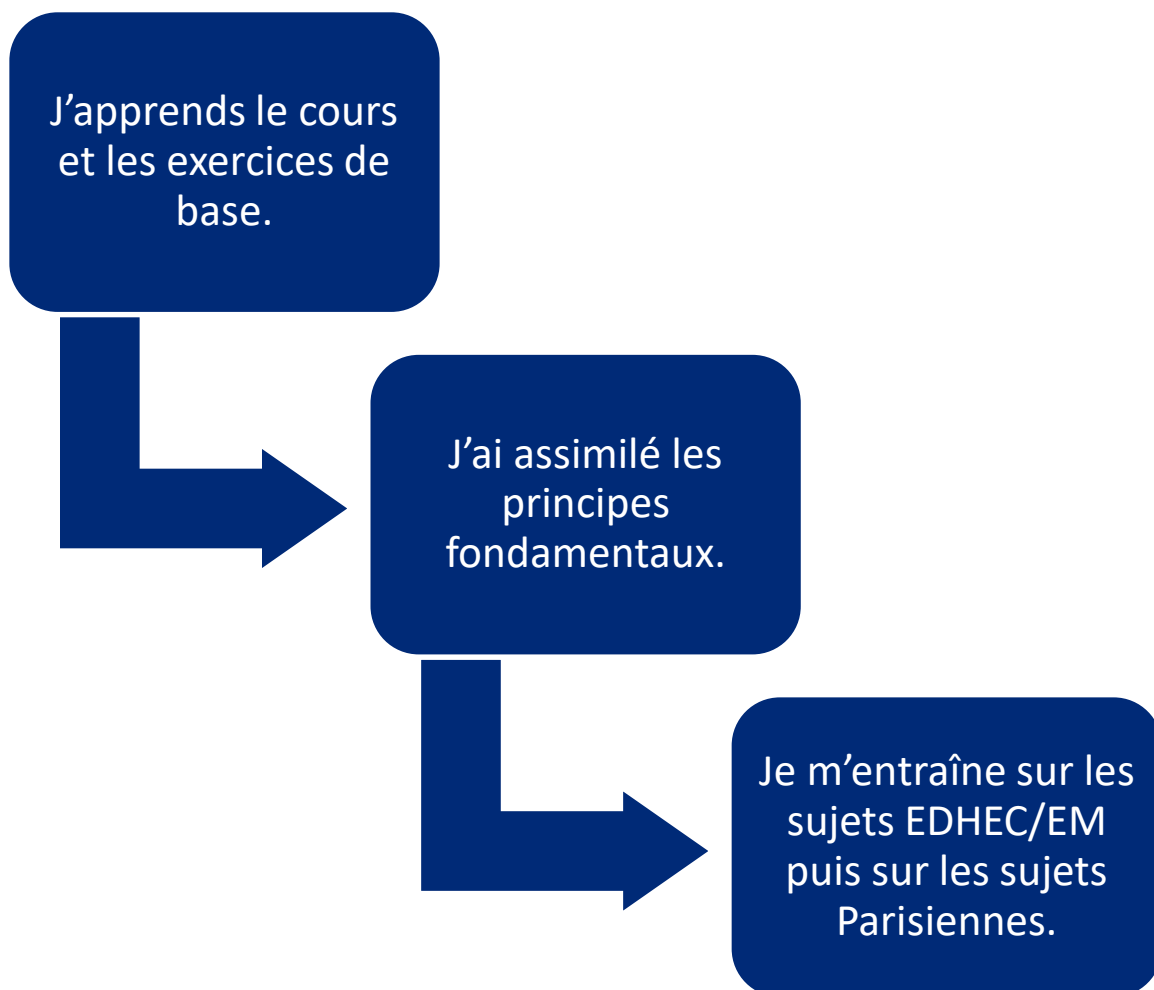 J’apprends le cours
et les exercices de
base.
J’ai assimilé les
principes
fondamentaux.
Je m’entraîne sur les
sujets EDHEC/EM
puis sur les sujets
Parisiennes.